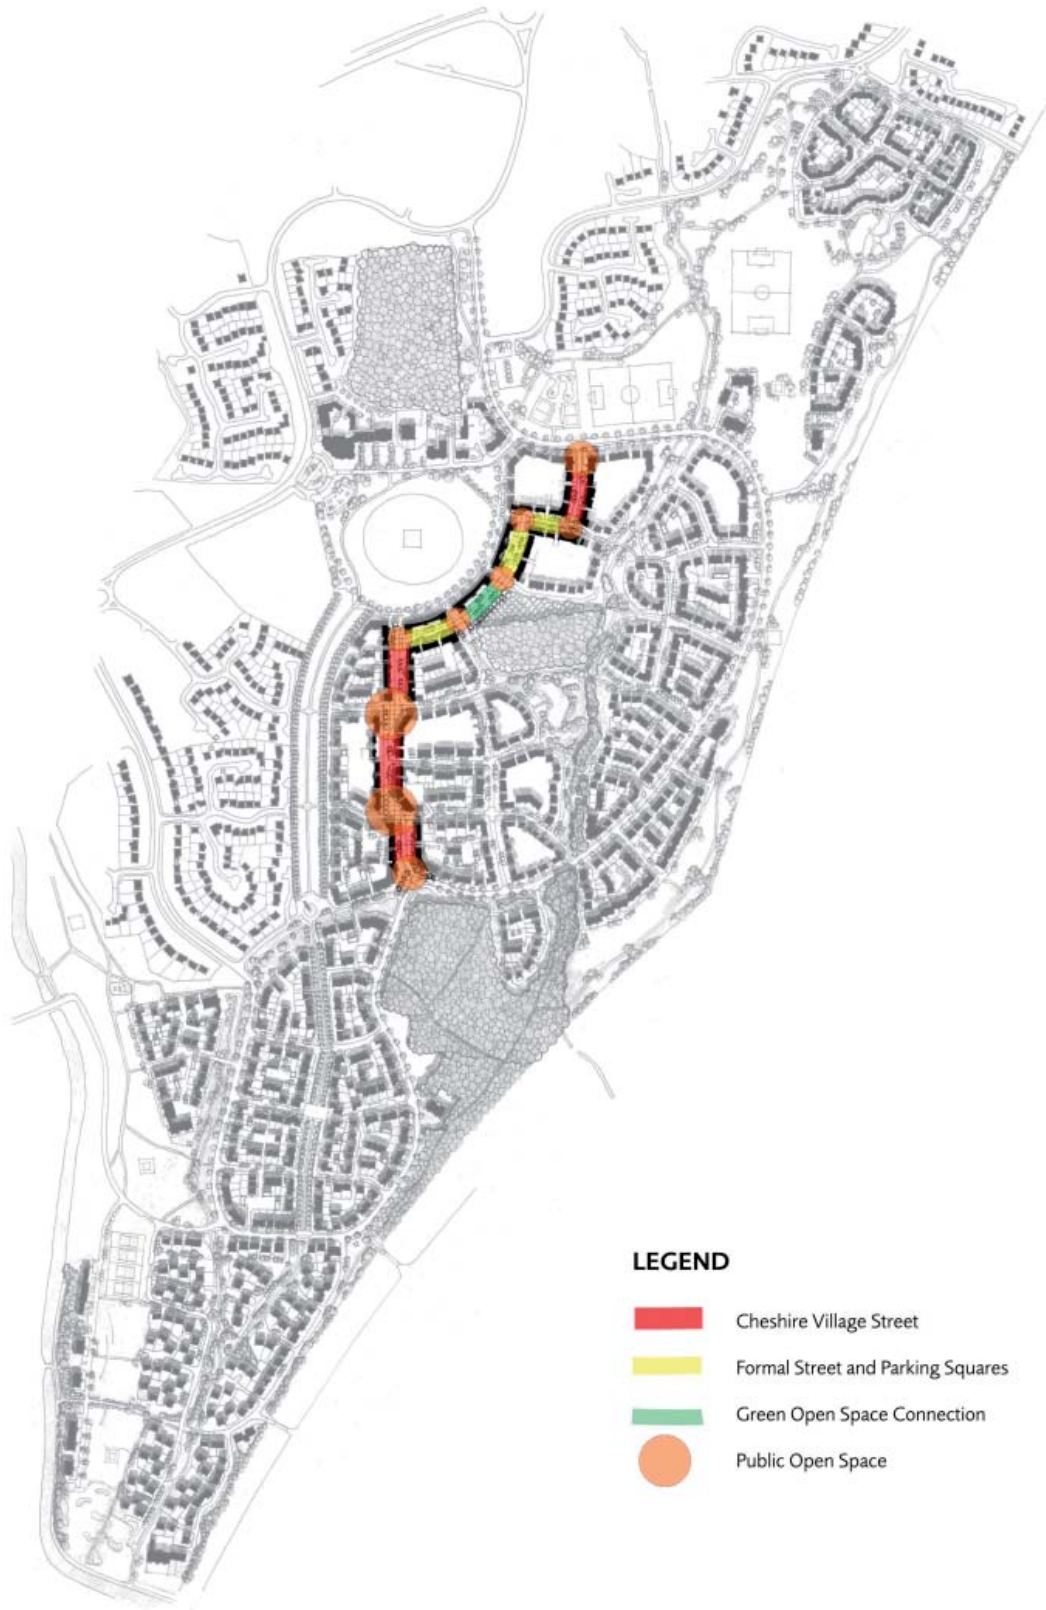 LEGEND
Cheshire Village Street
Formal Street and Parking Squares
Green Open Space Connection
Public Open Space